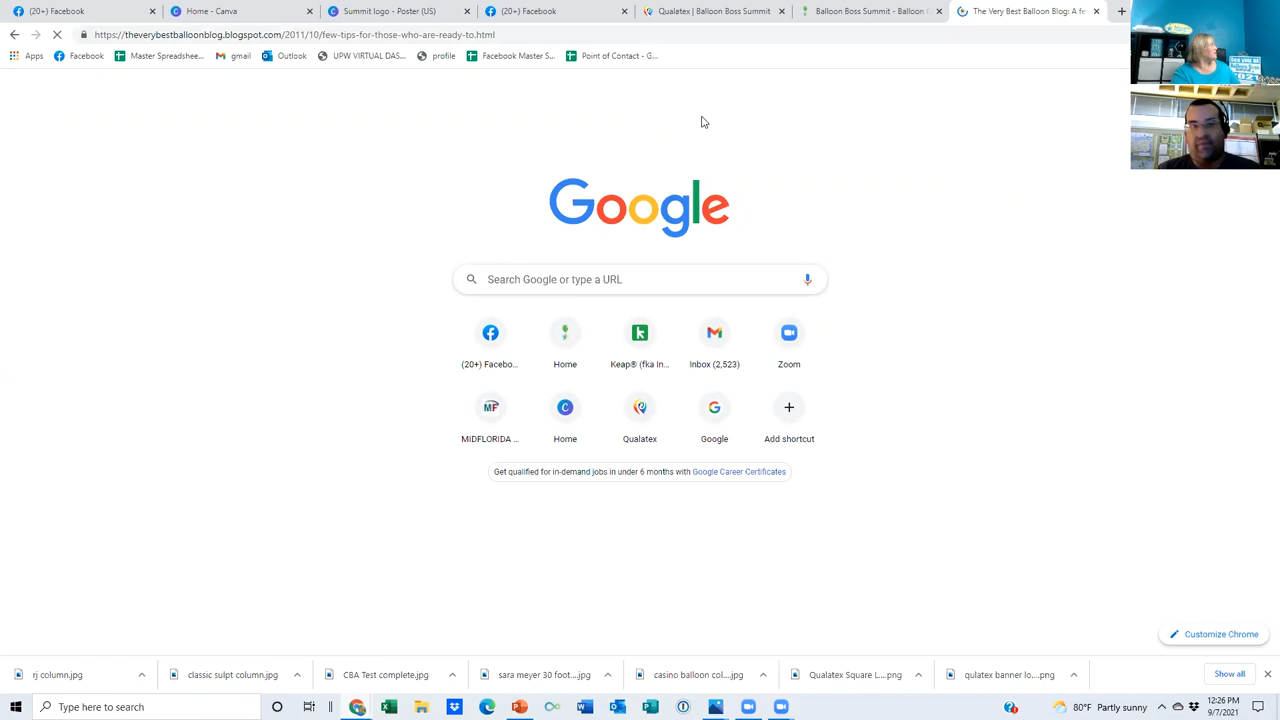 (20+) Facebook
Home - Canva
Summit logo - Poster (US)
(20+) Facebook
Qualatex | Balloon Boss Summit
Balloon Boss Summit - Balloon C
The Very Best Balloon Blog: A fe
https://theverybestballoonblog.blogspot.com/2011/10/few-tips-for-those-who-are-ready-to.html
Apps
Facebook
Master Spreadshee...
gmail
Outlook
UPW VIRTUAL DAS...
profile
Facebook Master S...
Point of Contact - G...
2021
Google
Search Google or type a URL
(20+) Facebo...
Home
Keap® (fka In...
Inbox (2,523)
Zoom
MF
MIDFLORIDA ...
Home
Qualatex
Google
Add shortcut
Get qualified for in-demand jobs in under 6 months with Google Career Certificates
Customize Chrome
rj column.jpg
classic sulpt column.jpg
CBA Test complete.jpg
sara meyer 30 foot....jpg
casino balloon col....jpg
Qualatex Square L....png
qulatex banner lo....png
Show all
Type here to search
80°F Partly sunny
12:26 PM
9/7/2021